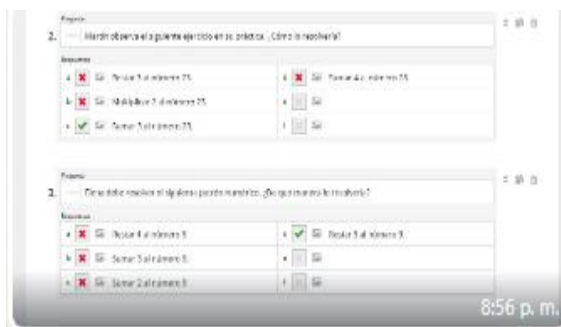 Pregunta
2. Martín observa el siguiente ejercicio en su práctica. ¿Cómo lo resolvería?
Respuestas
a Restar 3 al número 23. d Sumar 4 al número 23.
b Multiplicar 2 al número 23. e
c Sumar 3 al número 23. f
Pregunta
3. debe resolver el siguiente patrón numérico. ¿De qué manera lo resolvería?
Respuestas
a Restar 4 al número 9. d Restar 3 al número 9.
b Sumar 3 al número 9. e
c Sumar 2 al número 9 f
8:56 p. m.